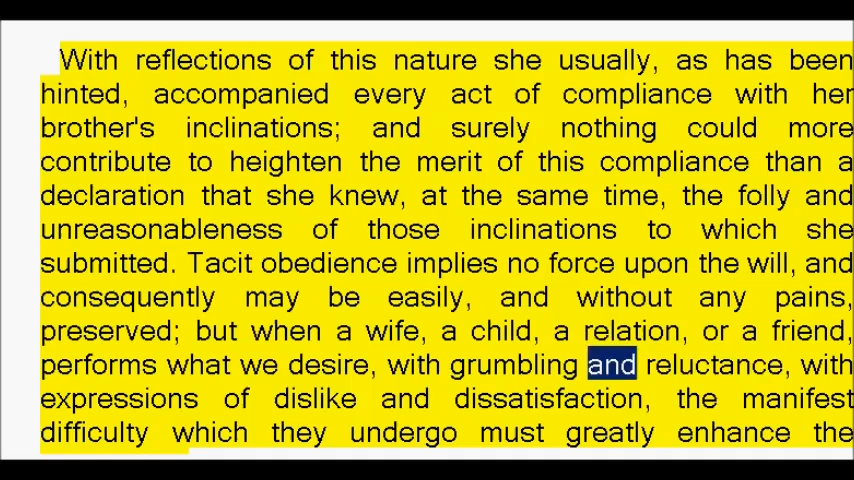 With reflections of this nature she usually, as has been
hinted, accompanied every act of compliance with her
brother's inclinations; and surely nothing could more
contribute to heighten the merit of this compliance than a
declaration that she knew, at the same time, the folly and
unreasonableness of those inclinations to which she
submitted. Tacit obedience implies no force upon the will, and
consequently may be easily, and without any pains,
preserved; but when a wife, a child, a relation, or a friend,
performs what we desire, with grumbling and reluctance, with
expressions of dislike and dissatisfaction, the manifest
difficulty which they undergo must greatly enhance the